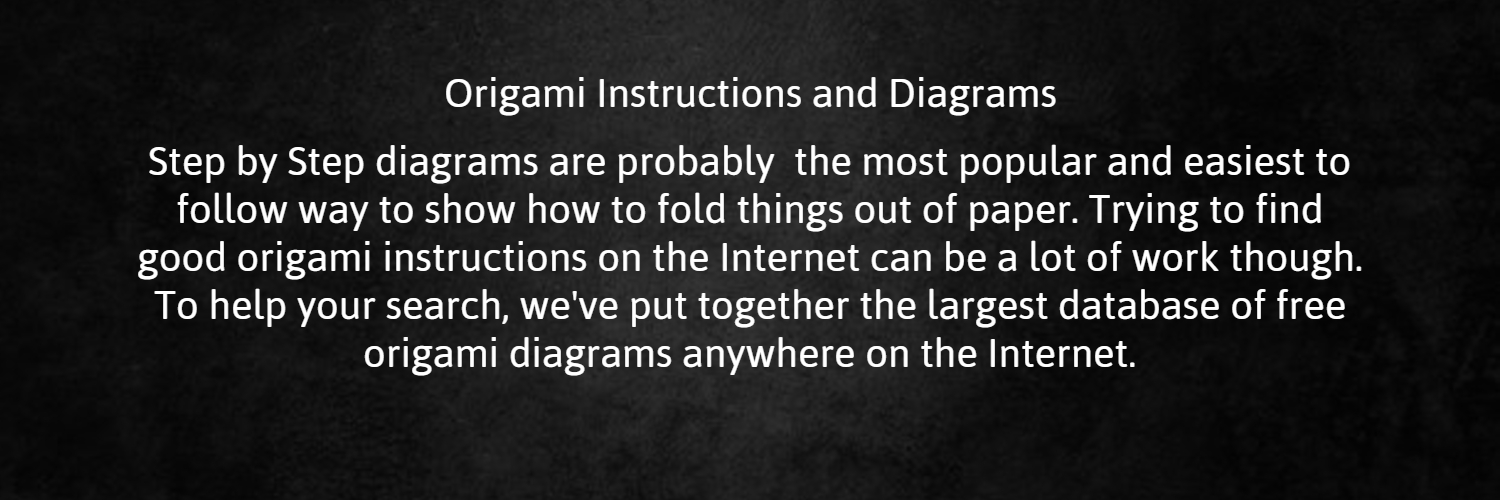 Origami Instructions and Diagrams
Step by Step diagrams are probably  the most popular and easiest to
follow way to show how to fold things out of paper. Trying to find
good origami instructions on the Internet can be a lot of work though.
To help your search, we've put together the largest database of free
origami diagrams anywhere on the Internet.